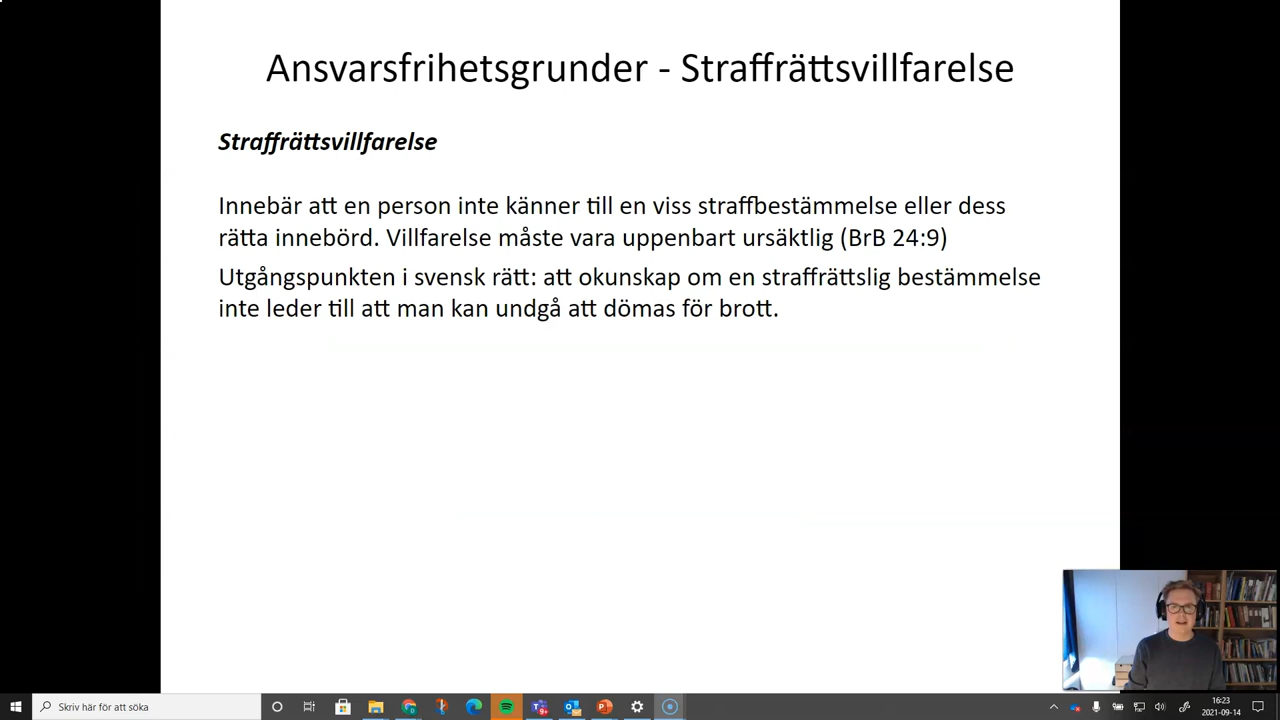 Ansvarsfrihetsgrunder - Straffrättsvillfarelse
Straffrättsvillfarelse
Innebär att en person inte känner till en viss straffbestämmelse eller dess
rätta innebörd. Villfarelse måste vara uppenbart ursäktlig (BrB 24:9)
Utgångspunkten i svensk rätt: att okunskap om en straffrättslig bestämmelse
inte leder till att man kan undgå att dömas för brott.
Skriv här för att söka
16:23
2021-09-14